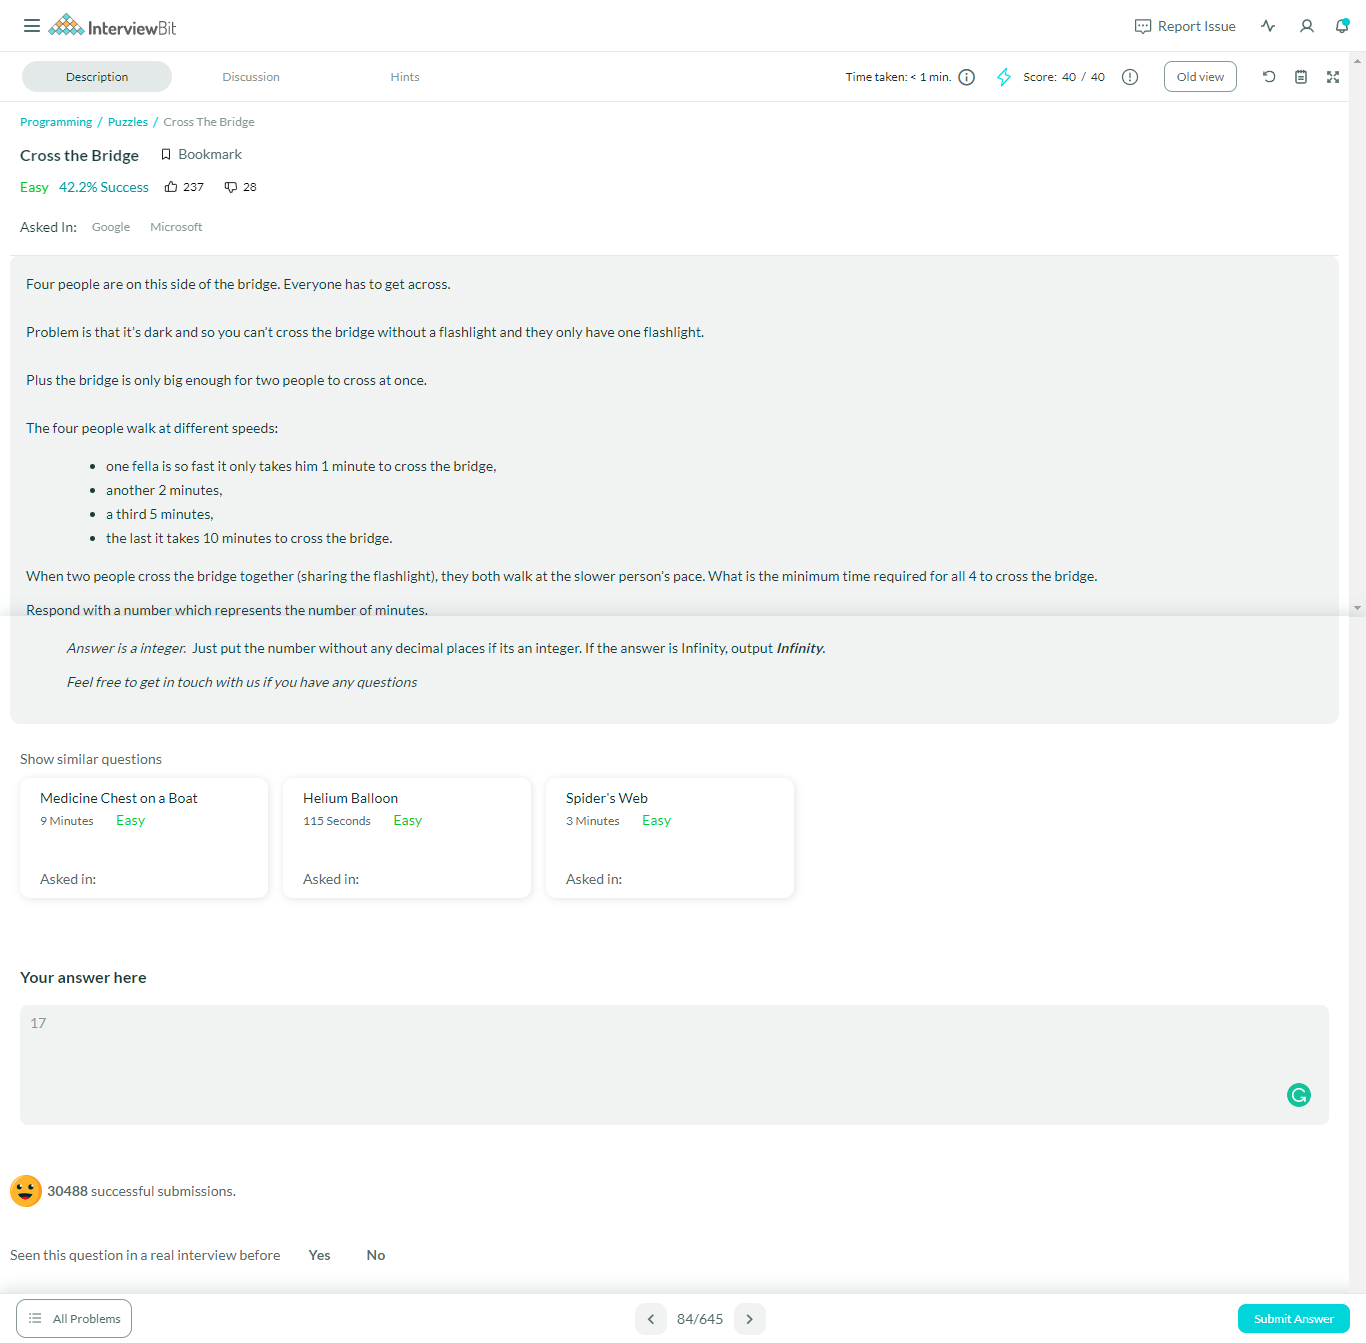 InterviewBit
Report Issue
Description
Discussion
Hints
Time taken: < 1 min.
Score: 40 / 40
Old view
Programming / Puzzles / Cross The Bridge
Cross the Bridge
Bookmark
Easy 42.2% Success 237 28
Asked In: Google Microsoft
Four people are on this side of the bridge. Everyone has to get across.
Problem is that it’s dark and so you can’t cross the bridge without a flashlight and they only have one flashlight.
Plus the bridge is only big enough for two people to cross at once.
The four people walk at different speeds:
one fella is so fast it only takes him 1 minute to cross the bridge,
another 2 minutes,
a third 5 minutes,
the last it takes 10 minutes to cross the bridge.
When two people cross the bridge together (sharing the flashlight), they both walk at the slower person’s pace. What is the minimum time required for all 4 to cross the bridge.
Respond with a number which represents the number of minutes.
Answer is a integer. Just put the number without any decimal places if its an integer. If the answer is Infinity, output Infinity.
Feel free to get in touch with us if you have any questions
Show similar questions
Medicine Chest on a Boat
9 Minutes Easy
Asked in:
Helium Balloon
115 Seconds Easy
Asked in:
Spider's Web
3 Minutes Easy
Asked in:
Your answer here
17
30488 successful submissions.
Seen this question in a real interview before Yes No
All Problems
84/645
Submit Answer